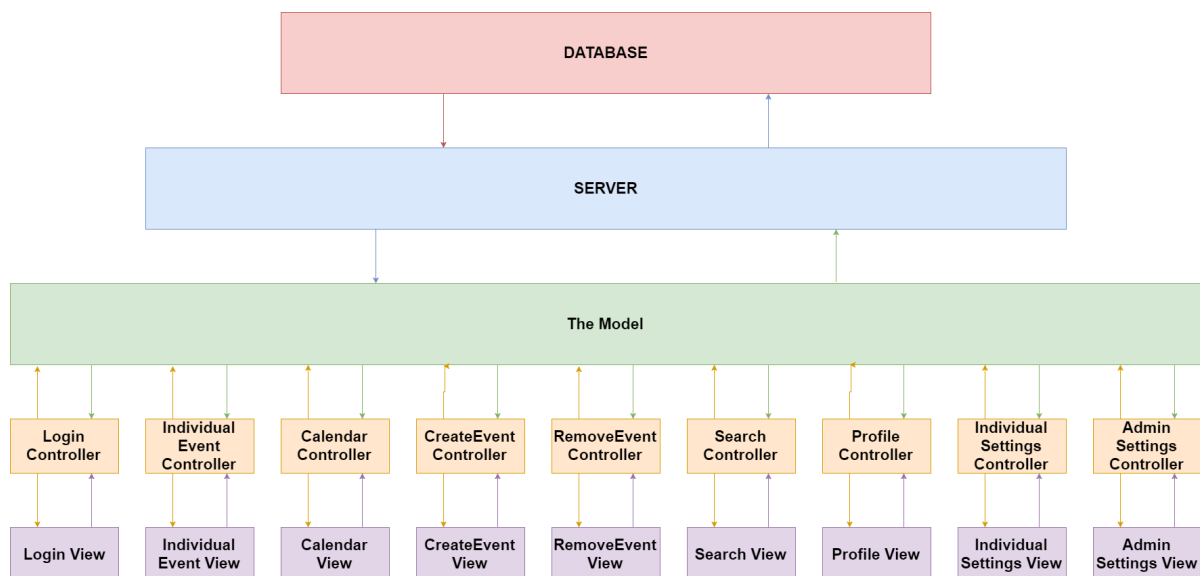 DATABASE
SERVER
The Model
Login
Controller
Individual
Event
Controller
Calendar
Controller
CreateEvent
Controller
RemoveEvent
Controller
Search
Controller
Profile
Controller
Individual
Settings
Controller
Admin
Settings
Controller
Login View
Individual
Event View
Calendar
View
CreateEvent
View
RemoveEvent
View
Search View
Profile View
Individual
Settings View
Admin
Settings View